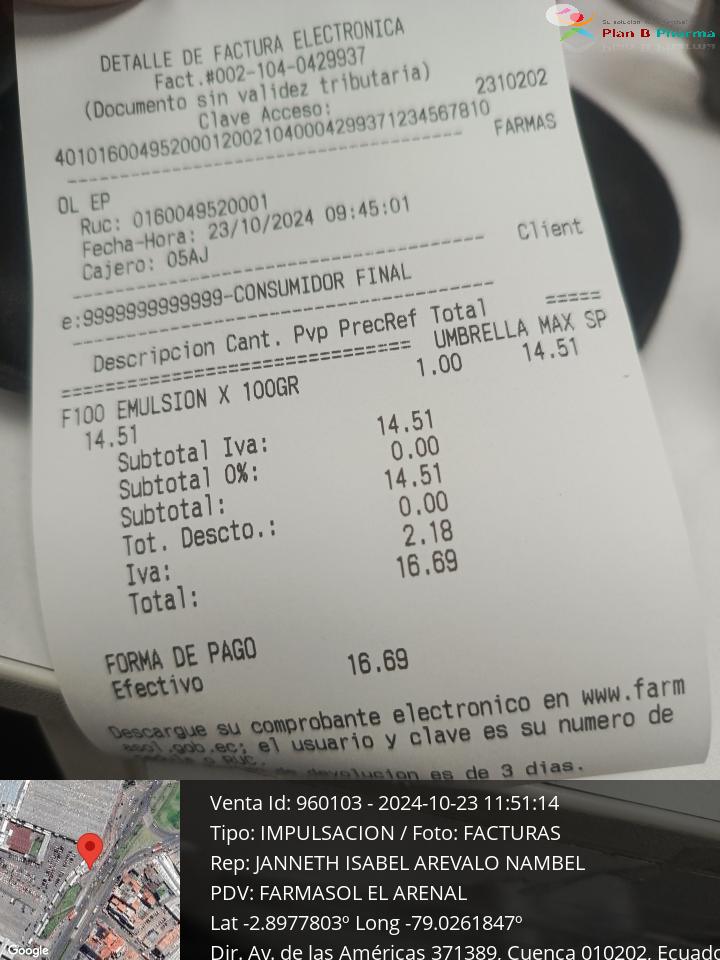 Plan B Pharma
DETALLE DE FACTURA ELECTRONICA
Fact.#002-104-0429937
(Documento sin validez tributaria)
Clave Acceso: 2310202
401016004952000120021040004299371234567810
FARMAS
OL EP
Ruc: 0160049520001
Fecha-Hora: 23/10/2024 09:45:01
Cajero: 05AJ
Client
e:9999999999999-CONSUMIDOR FINAL
Descripcion Cant. Pvp PrecRef Total
UMBRELLA MAX SP
F100 EMULSION X 100GR 1.00 14.51
14.51
Subtotal Iva: 14.51
Subtotal 0%: 0.00
Subtotal: 14.51
Tot. Descto.: 0.00
Iva: 2.18
Total: 16.69
FORMA DE PAGO
Efectivo 16.69
Descargue su comprobante electronico en www.farm
asol.gob.ec; el usuario y clave es su numero de
RUC.
devolucion es de 3 dias.
Venta Id: 960103 - 2024-10-23 11:51:14
Tipo: IMPULSACION / Foto: FACTURAS
Rep: JANNETH ISABEL AREVALO NAMBEL
PDV: FARMASOL EL ARENAL
Lat -2.8977803º Long -79.0261847º
Dir. Av. de las Américas 371389, Cuenca 010202, Ecuado
Google